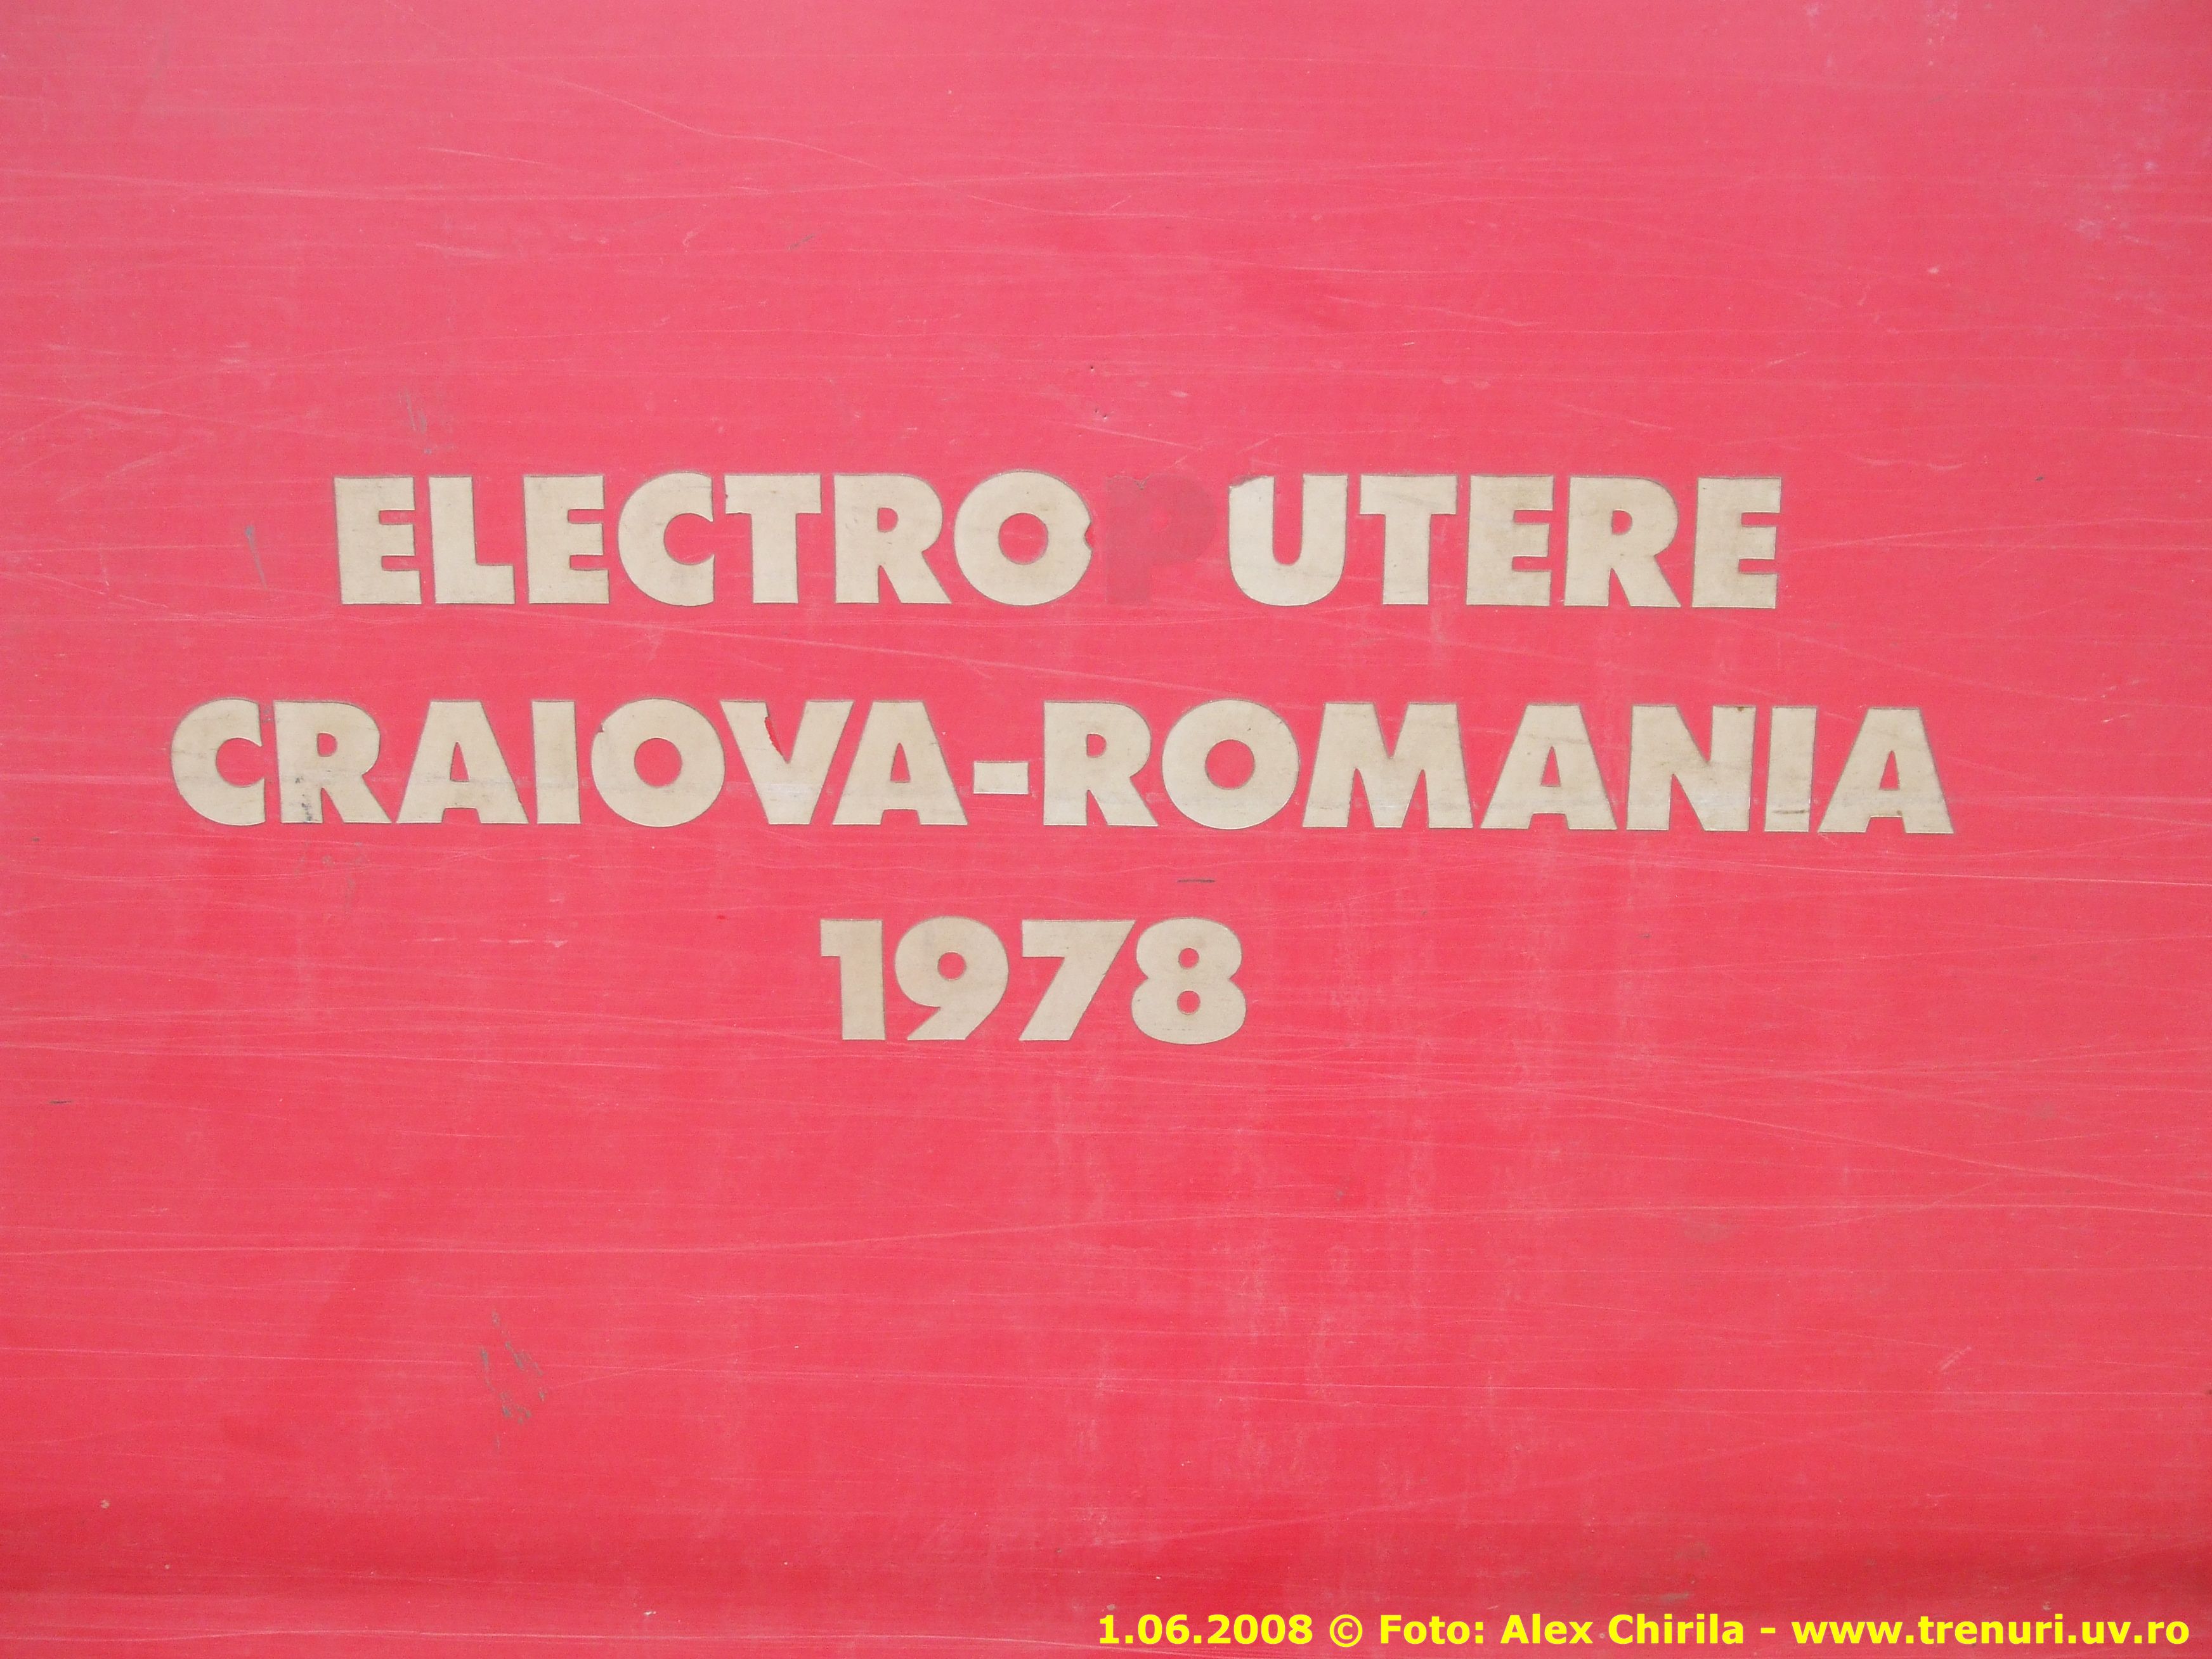 ELECTROPUTERE
CRAIOVA-ROMANIA
1978
1.06.2008 © Foto: Alex Chirila - www.trenuri.uv.ro